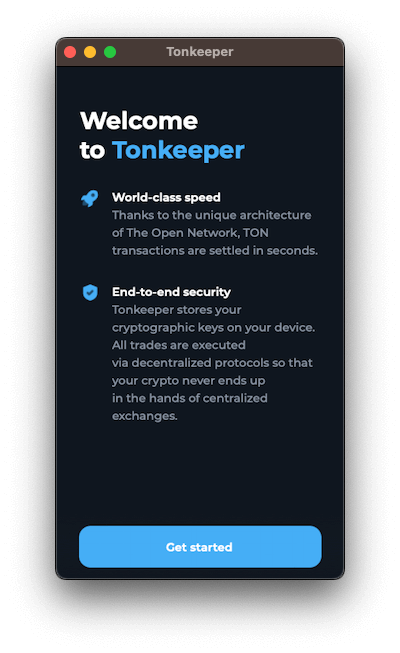 Tonkeeper
Welcome
to Tonkeeper
World-class speed
Thanks to the unique architecture
of The Open Network, TON
transactions are settled in seconds.
End-to-end security
Tonkeeper stores your
cryptographic keys on your device.
All trades are executed
via decentralized protocols so that
your crypto never ends up
in the hands of centralized
exchanges.
Get started